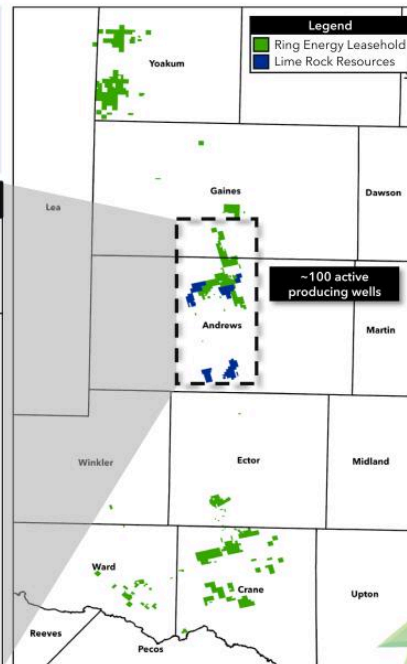 Legend
Ring Energy Leasehold
Lime Rock Resources
Yoakum
Gaines
Dawson
Lea
~100 active
producing wells
Andrews
Martin
Winkler
Ector
Midland
Ward
Crane
Upton
Reeves
Pecos